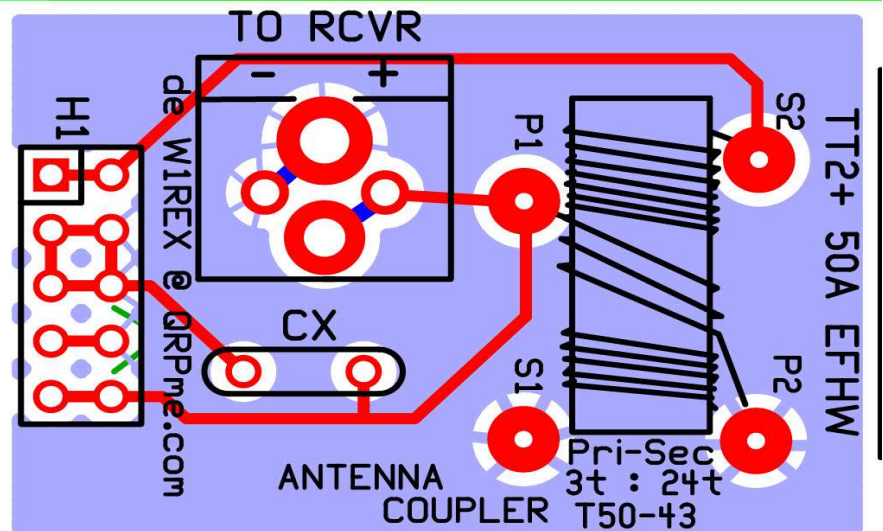 TO RCVR
- +
H1
de W1REX @ QRPme.com
P1
S2
TT2+ 50A EFHW
CX
S1
P2
Pri-Sec
3t : 24t
T50-43
ANTENNA
COUPLER